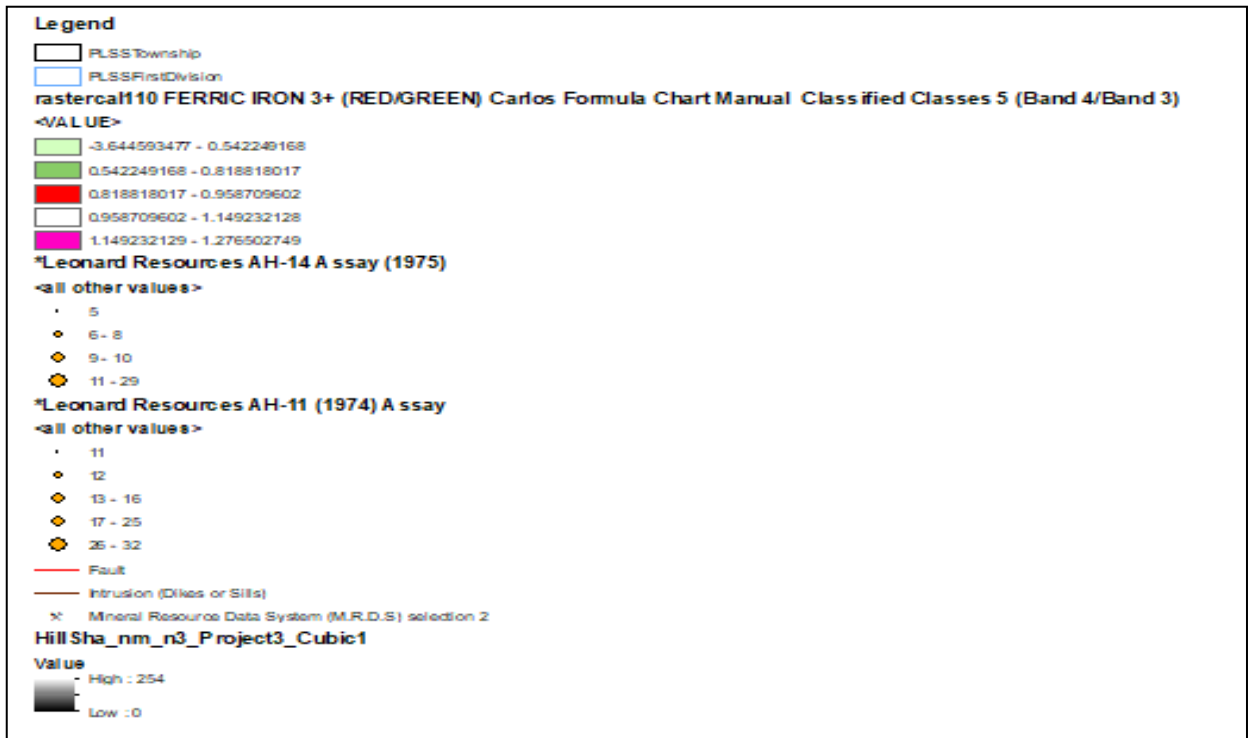 Legend
PLSSTownship
PLSSFirstDivision
rastercal110 FERRIC IRON 3+ (RED/GREEN) Carlos Formula Chart Manual Classified Classes 5 (Band 4/Band 3)
<VALUE>
-3.644593477 - 0.542249168
0.542249168 - 0.818818017
0.818818017 - 0.958709602
0.958709602 - 1.149232128
1.149232129 - 1.276502749
*Leonard Resources AH-14 Assay (1975)
<all other values>
5
6 - 8
9 - 10
11 - 29
*Leonard Resources AH-11 (1974) Assay
<all other values>
11
12
13 - 16
17 - 25
26 - 32
Fault
Intrusion (Dikes or Sills)
Mineral Resource Data System (M.R.D.S) selection 2
HillSha_nm_n3_Project3_Cubic1
Value
High : 254
Low : 0